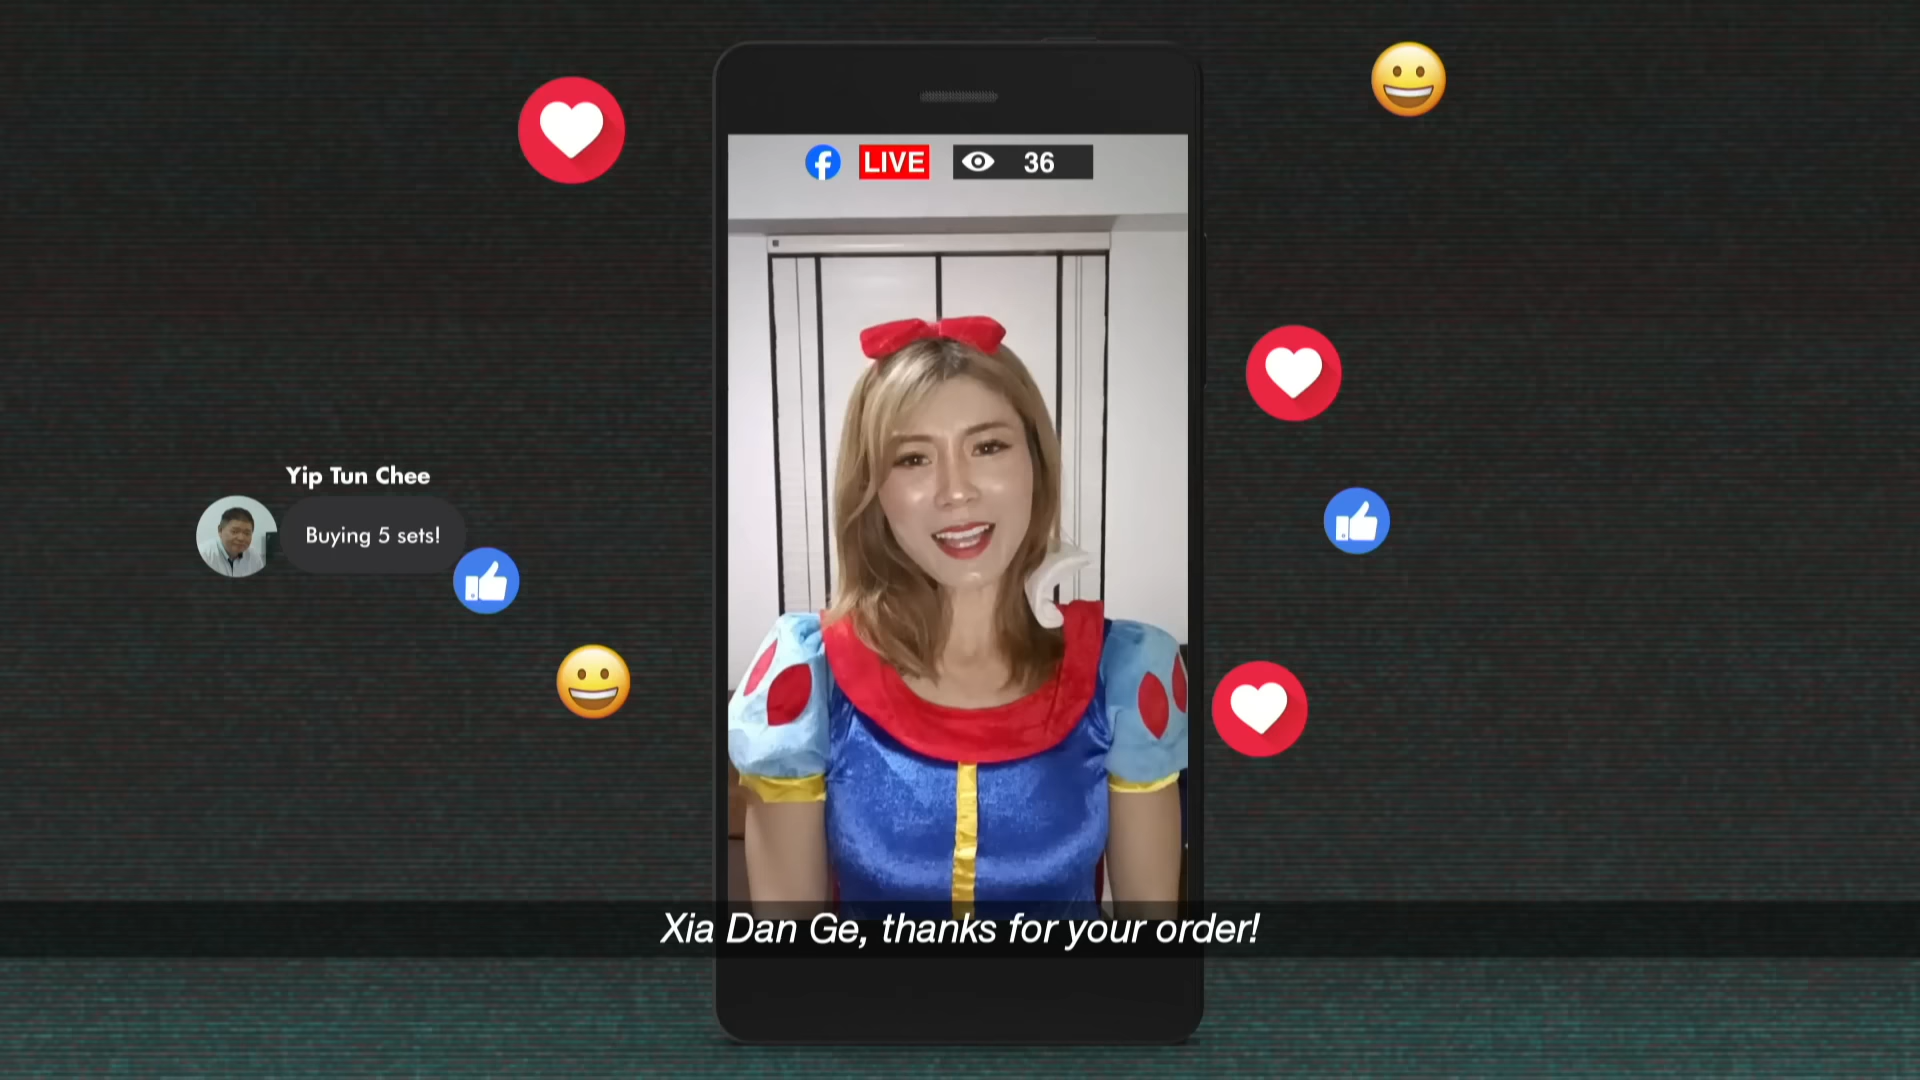 LIVE
36
Yip Tun Chee
Buying 5 sets!
Xia Dan Ge, thanks for your order!